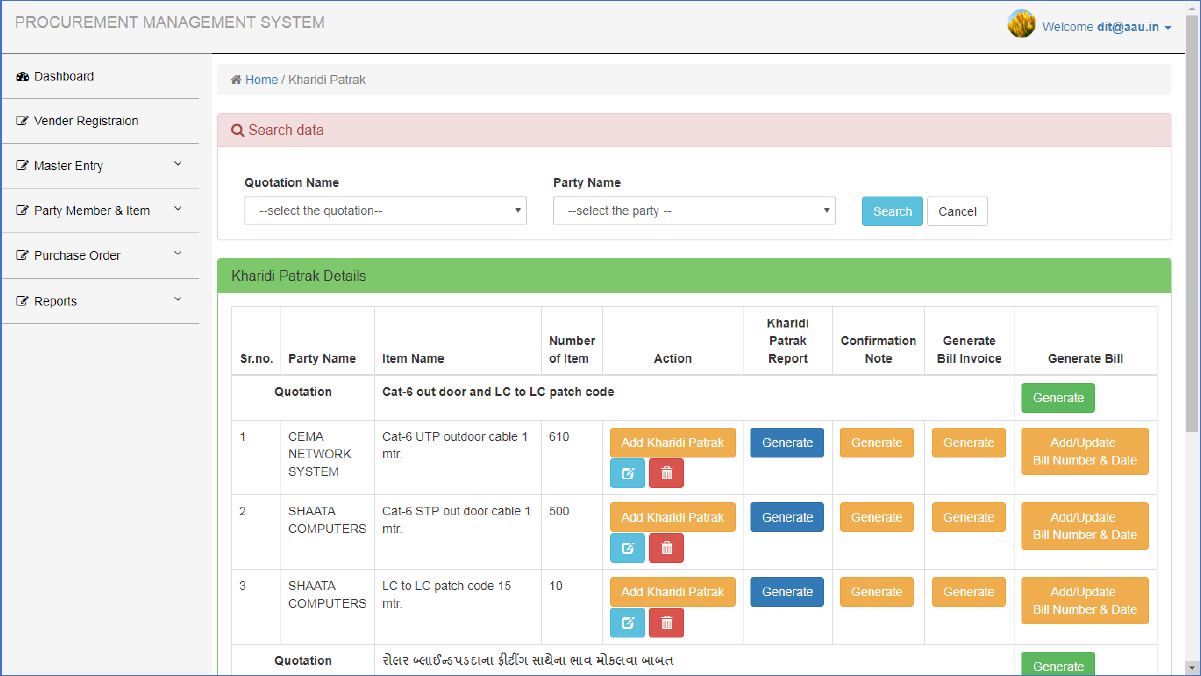 PROCUREMENT MANAGEMENT SYSTEM
Welcome dit@aau.in
Dashboard
Vender Registraion
Master Entry
Party Member & Item
Purchase Order
Reports
Home / Kharidi Patrak
Search data
Quotation Name
Party Name
--select the quotation--
--select the party --
Search
Cancel
Kharidi Patrak Details
Sr.no.
Party Name
Item Name
Number
of Item
Action
Kharidi
Patrak
Report
Confirmation
Note
Generate
Bill Invoice
Generate Bill
Quotation
Cat-6 out door and LC to LC patch code
Generate
1
CEMA
NETWORK
SYSTEM
Cat-6 UTP outdoor cable 1
mtr.
610
Add Kharidi Patrak
Generate
Generate
Generate
Add/Update
Bill Number & Date
2
SHAATA
COMPUTERS
Cat-6 STP out door cable 1
mtr.
500
Add Kharidi Patrak
Generate
Generate
Generate
Add/Update
Bill Number & Date
3
SHAATA
COMPUTERS
LC to LC patch code 15
mtr.
10
Add Kharidi Patrak
Generate
Generate
Generate
Add/Update
Bill Number & Date
Quotation
રોલર બ્લાઈન્ડપડદાના ફીટીંગ સાથેના ભાવ મોકલવા બાબત
Generate